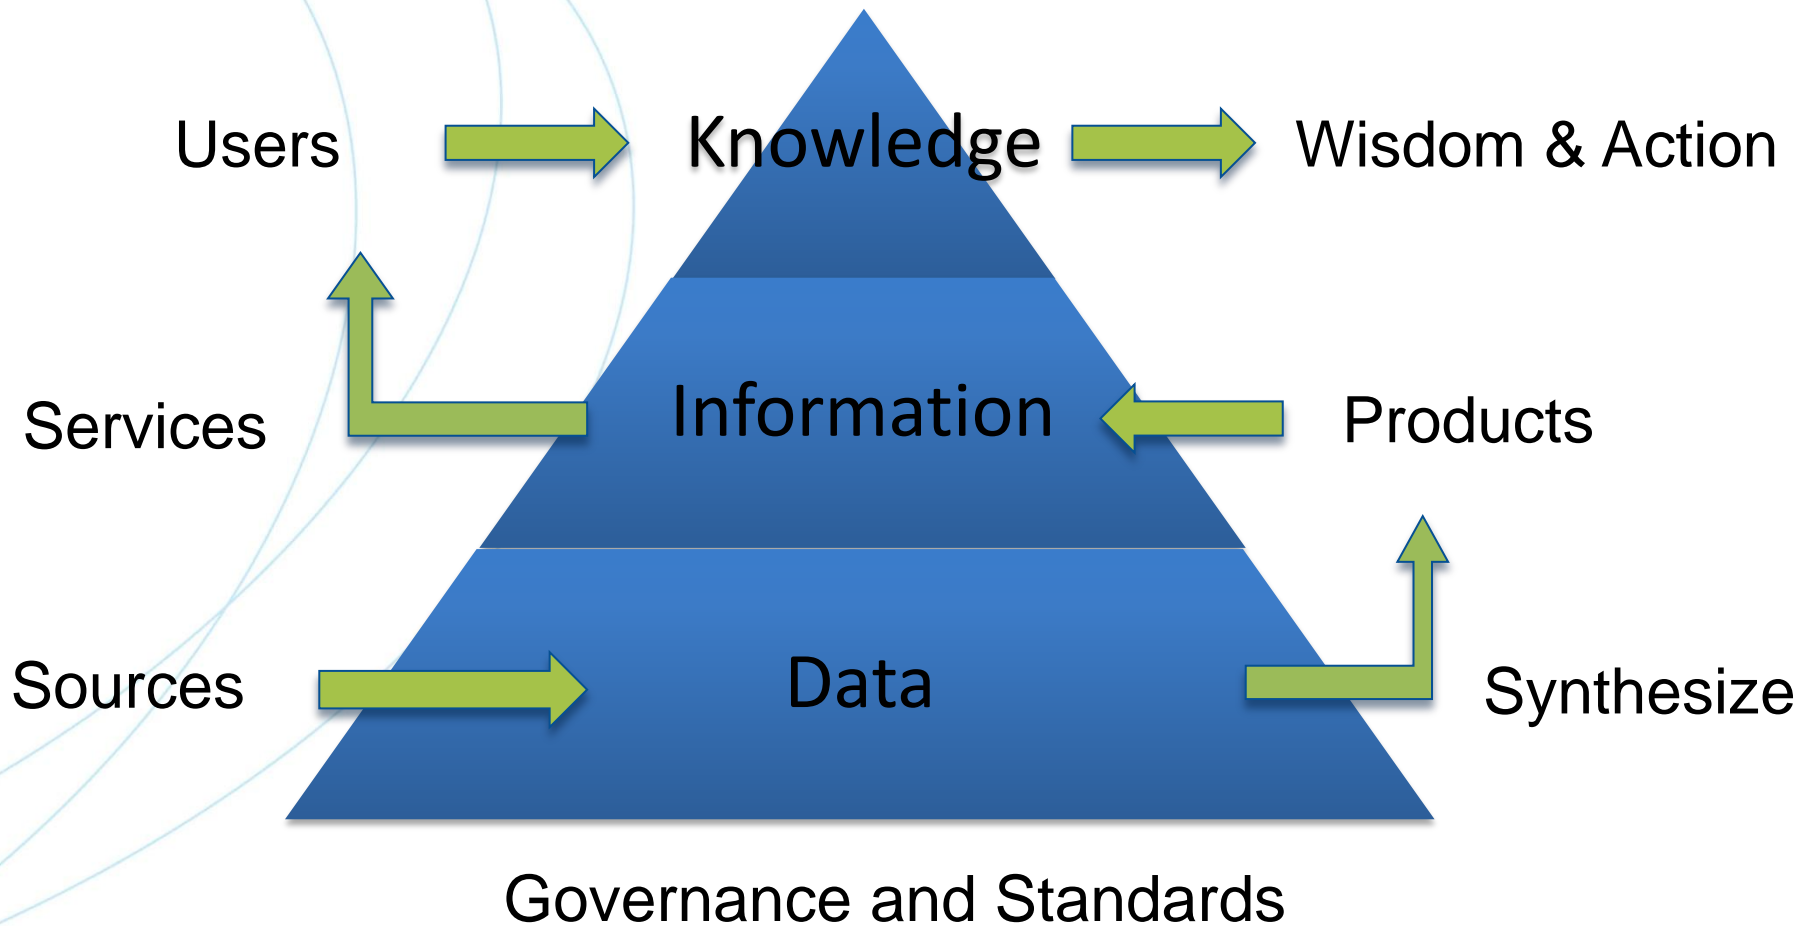 Users
Knowledge
Wisdom & Action
Services
Information
Products
Sources
Data
Synthesize
Governance and Standards